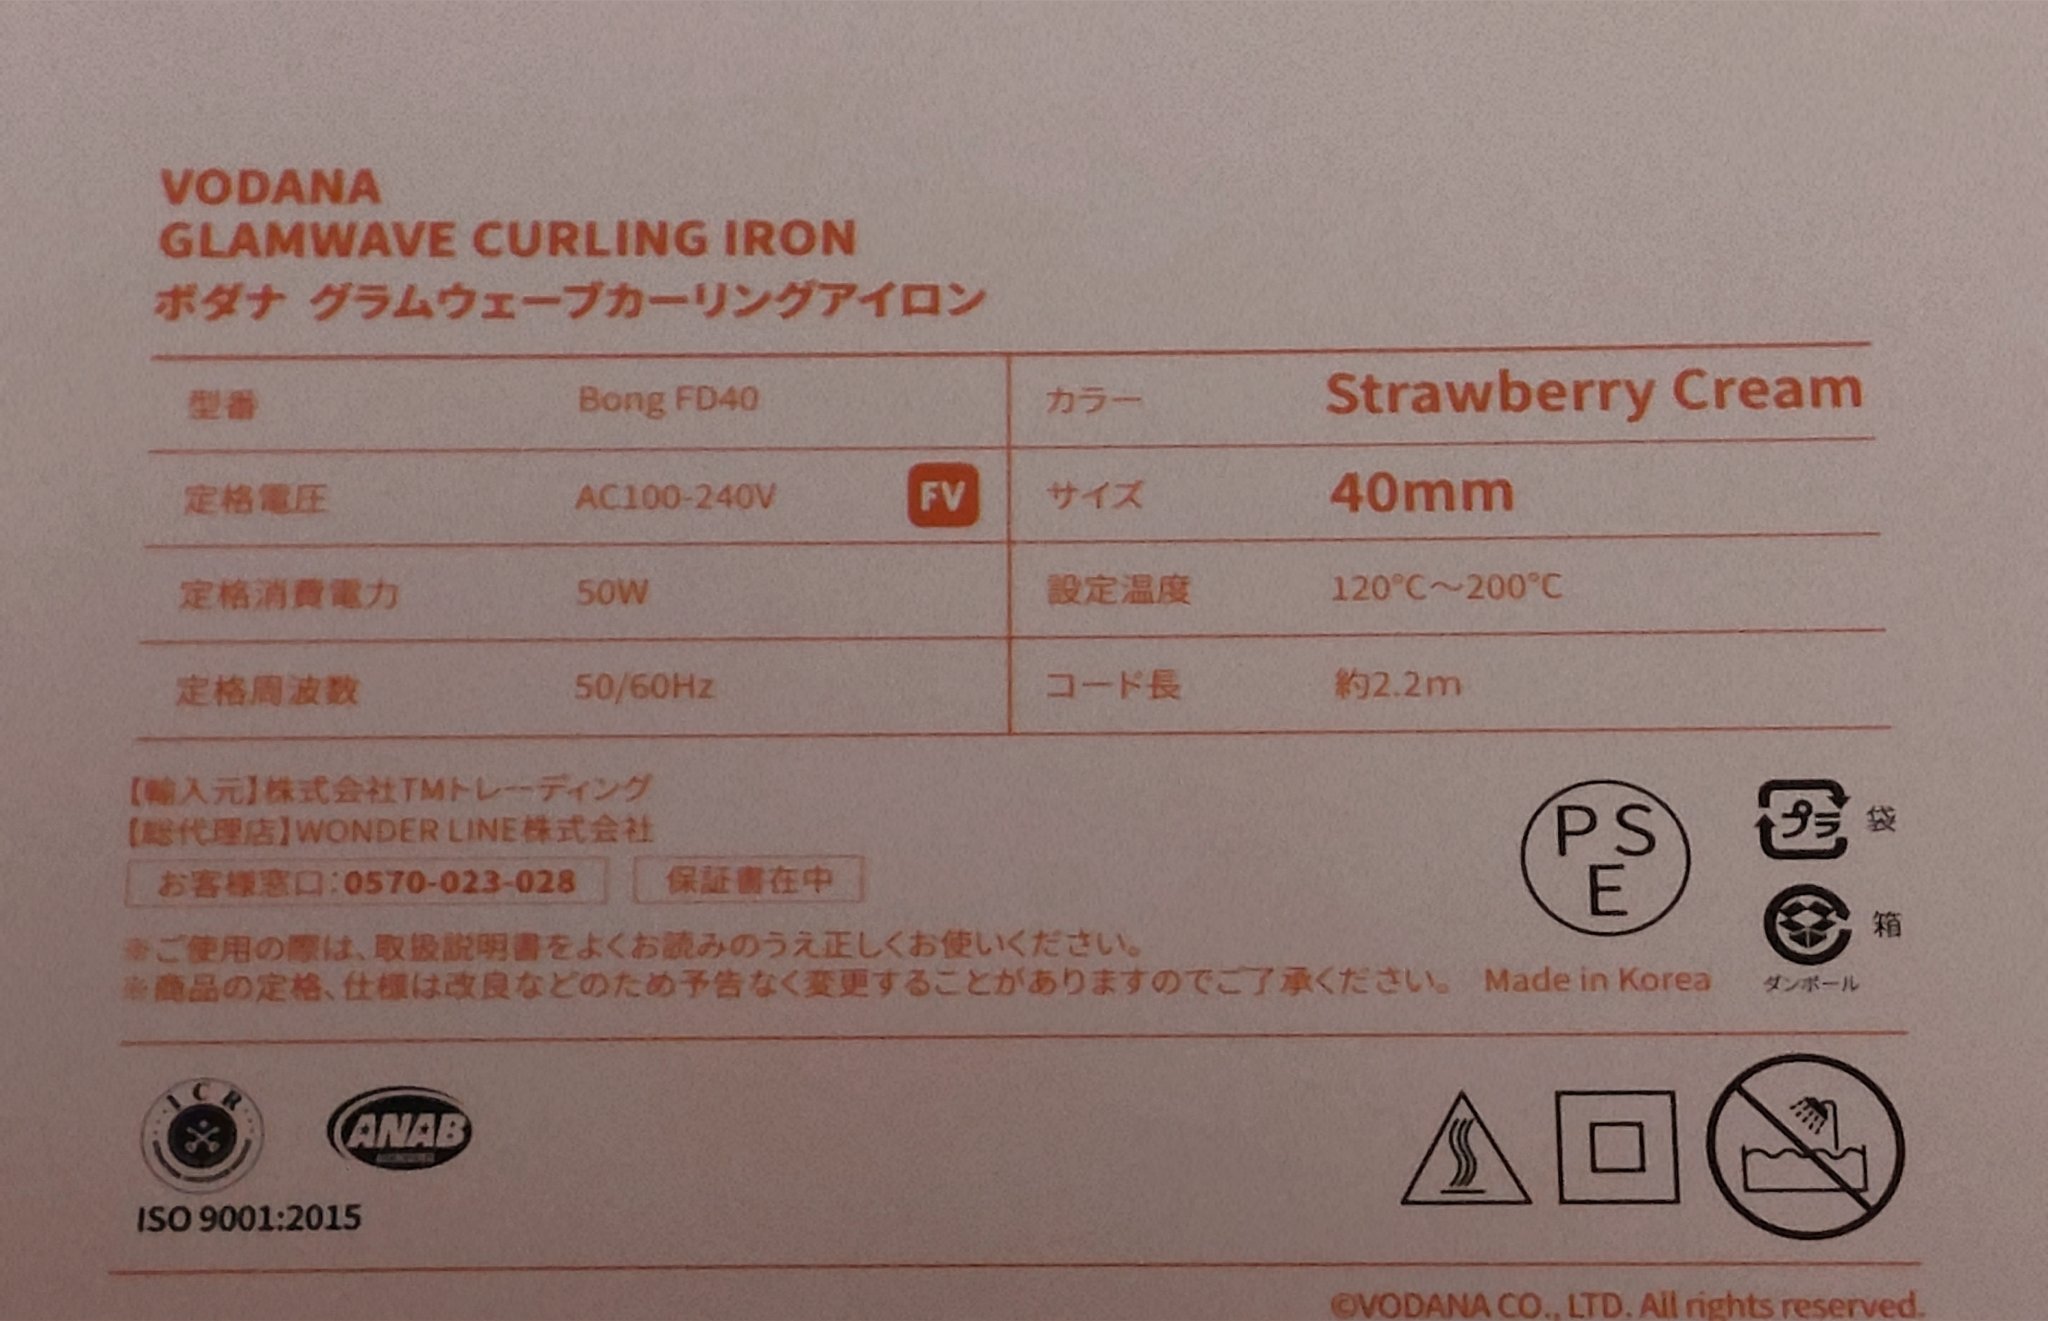 VODANA
GLAMWAVE CURLING IRON
ボダナ グラムウェーブカーリングアイロン
型番 Bong FD40 カラー Strawberry Cream
定格電圧 AC100-240V FV サイズ 40mm
定格消費電力 50W 設定温度 120℃～200℃
定格周波数 50/60Hz コード長 約2.2m
【輸入元】株式会社TMトレーディング
【総代理店】WONDER LINE株式会社
お客様窓口：0570-023-028 保証書在中
PSE
プラ 袋
箱
ダンボール
※ご使用の際は、取扱説明書をよくお読みのうえ正しくお使いください。
※商品の定格、仕様は改良などのため予告なく変更することがありますのでご了承ください。 Made in Korea
ICR ANAB
ISO 9001:2015
©VODANA CO., LTD. All rights reserved.